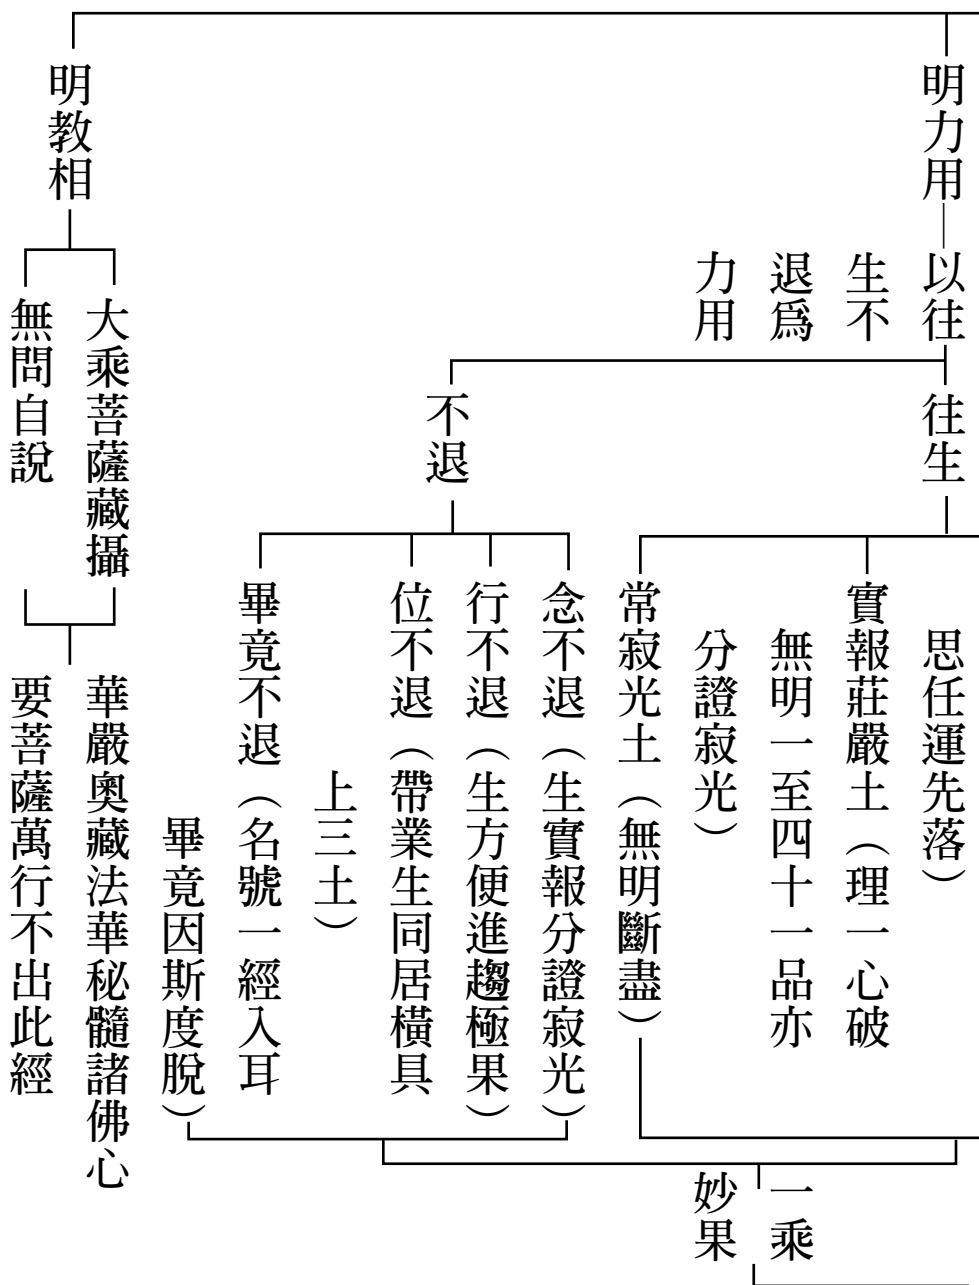 明力用
以往
生不
退爲
力用
往生
思任運先落）
實報莊嚴土（理一心破
無明一至四十一品亦
分證寂光）
常寂光土（無明斷盡）
不退
念不退（生實報分證寂光）
行不退（生方便進趨極果）
位不退（帶業生同居橫具
上三土）
畢竟不退（名號一經入耳
畢竟因斯度脫）
一乘
妙果
明教相
大乘菩薩藏攝
無問自說
華嚴奧藏法華秘髓諸佛心
要菩薩萬行不出此經